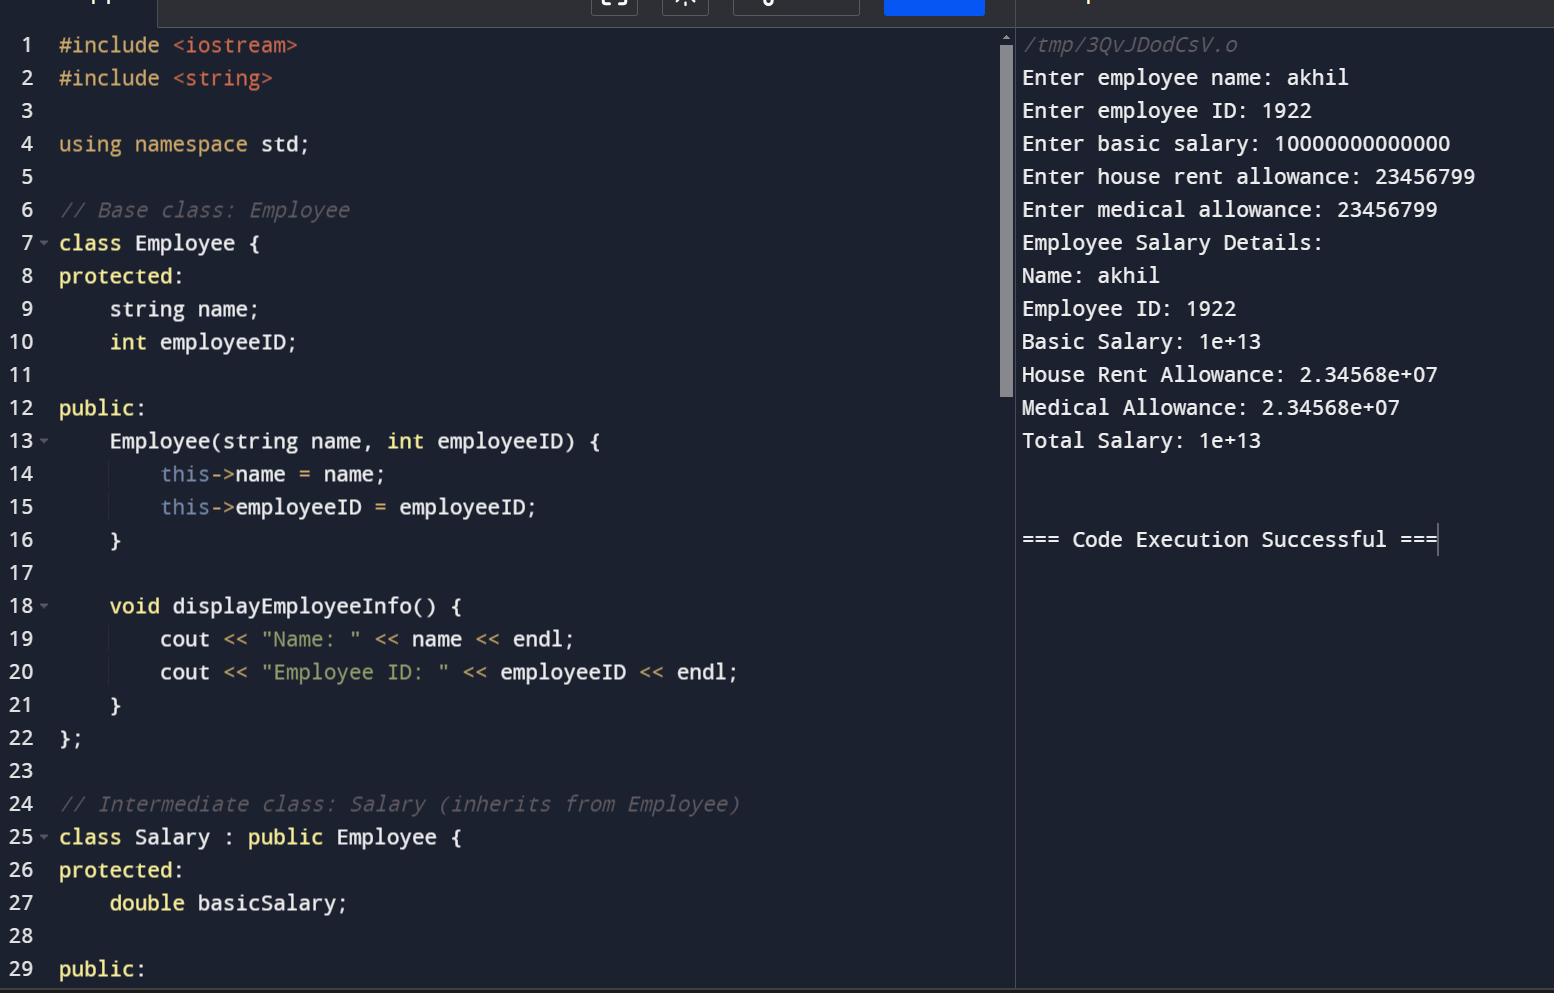 1 #include <iostream>
2 #include <string>
3
4 using namespace std;
5
6 // Base class: Employee
7 class Employee {
8 protected:
9     string name;
10     int employeeID;
11
12 public:
13     Employee(string name, int employeeID) {
14         this->name = name;
15         this->employeeID = employeeID;
16     }
17
18     void displayEmployeeInfo() {
19         cout << "Name: " << name << endl;
20         cout << "Employee ID: " << employeeID << endl;
21     }
22 };
23
24 // Intermediate class: Salary (inherits from Employee)
25 class Salary : public Employee {
26 protected:
27     double basicSalary;
28
29 public:
/tmp/3QvJDodCsV.o
Enter employee name: akhil
Enter employee ID: 1922
Enter basic salary: 10000000000000
Enter house rent allowance: 23456799
Enter medical allowance: 23456799
Employee Salary Details:
Name: akhil
Employee ID: 1922
Basic Salary: 1e+13
House Rent Allowance: 2.34568e+07
Medical Allowance: 2.34568e+07
Total Salary: 1e+13
=== Code Execution Successful ===